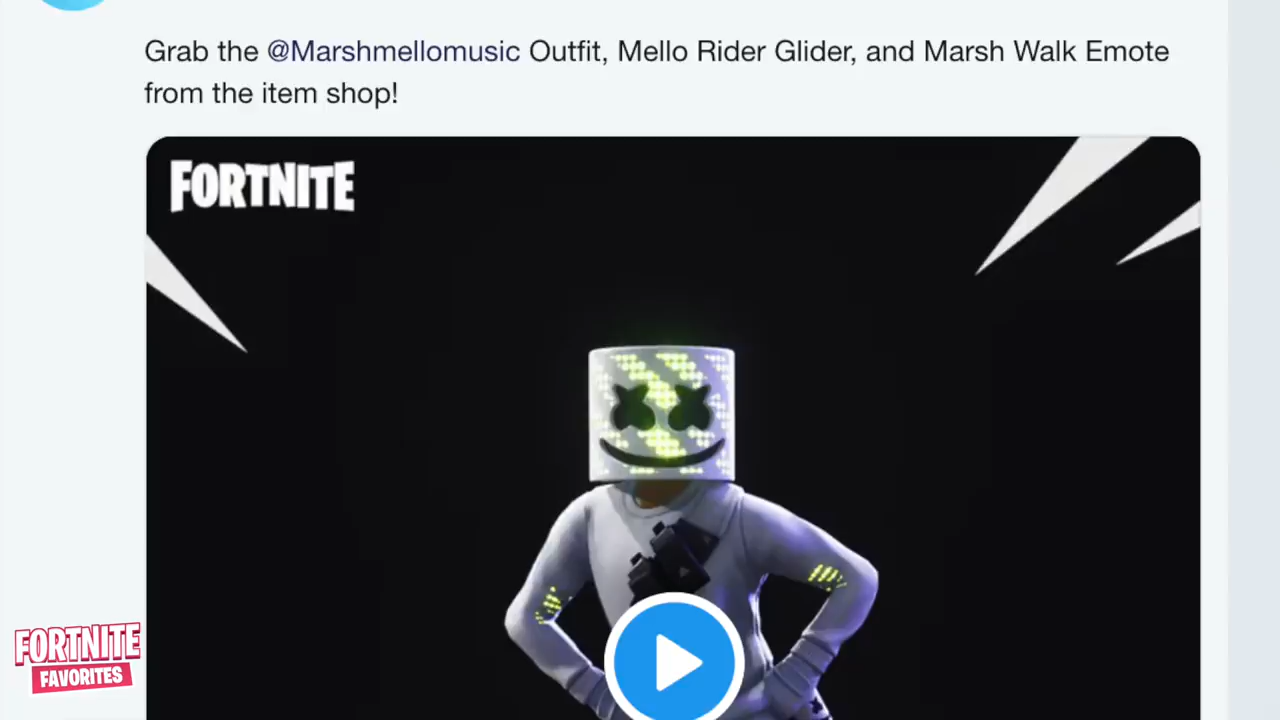 Grab the @Marshmellomusic Outfit, Mello Rider Glider, and Marsh Walk Emote
from the item shop!
FORTNITE
FORTNITE
FAVORITES